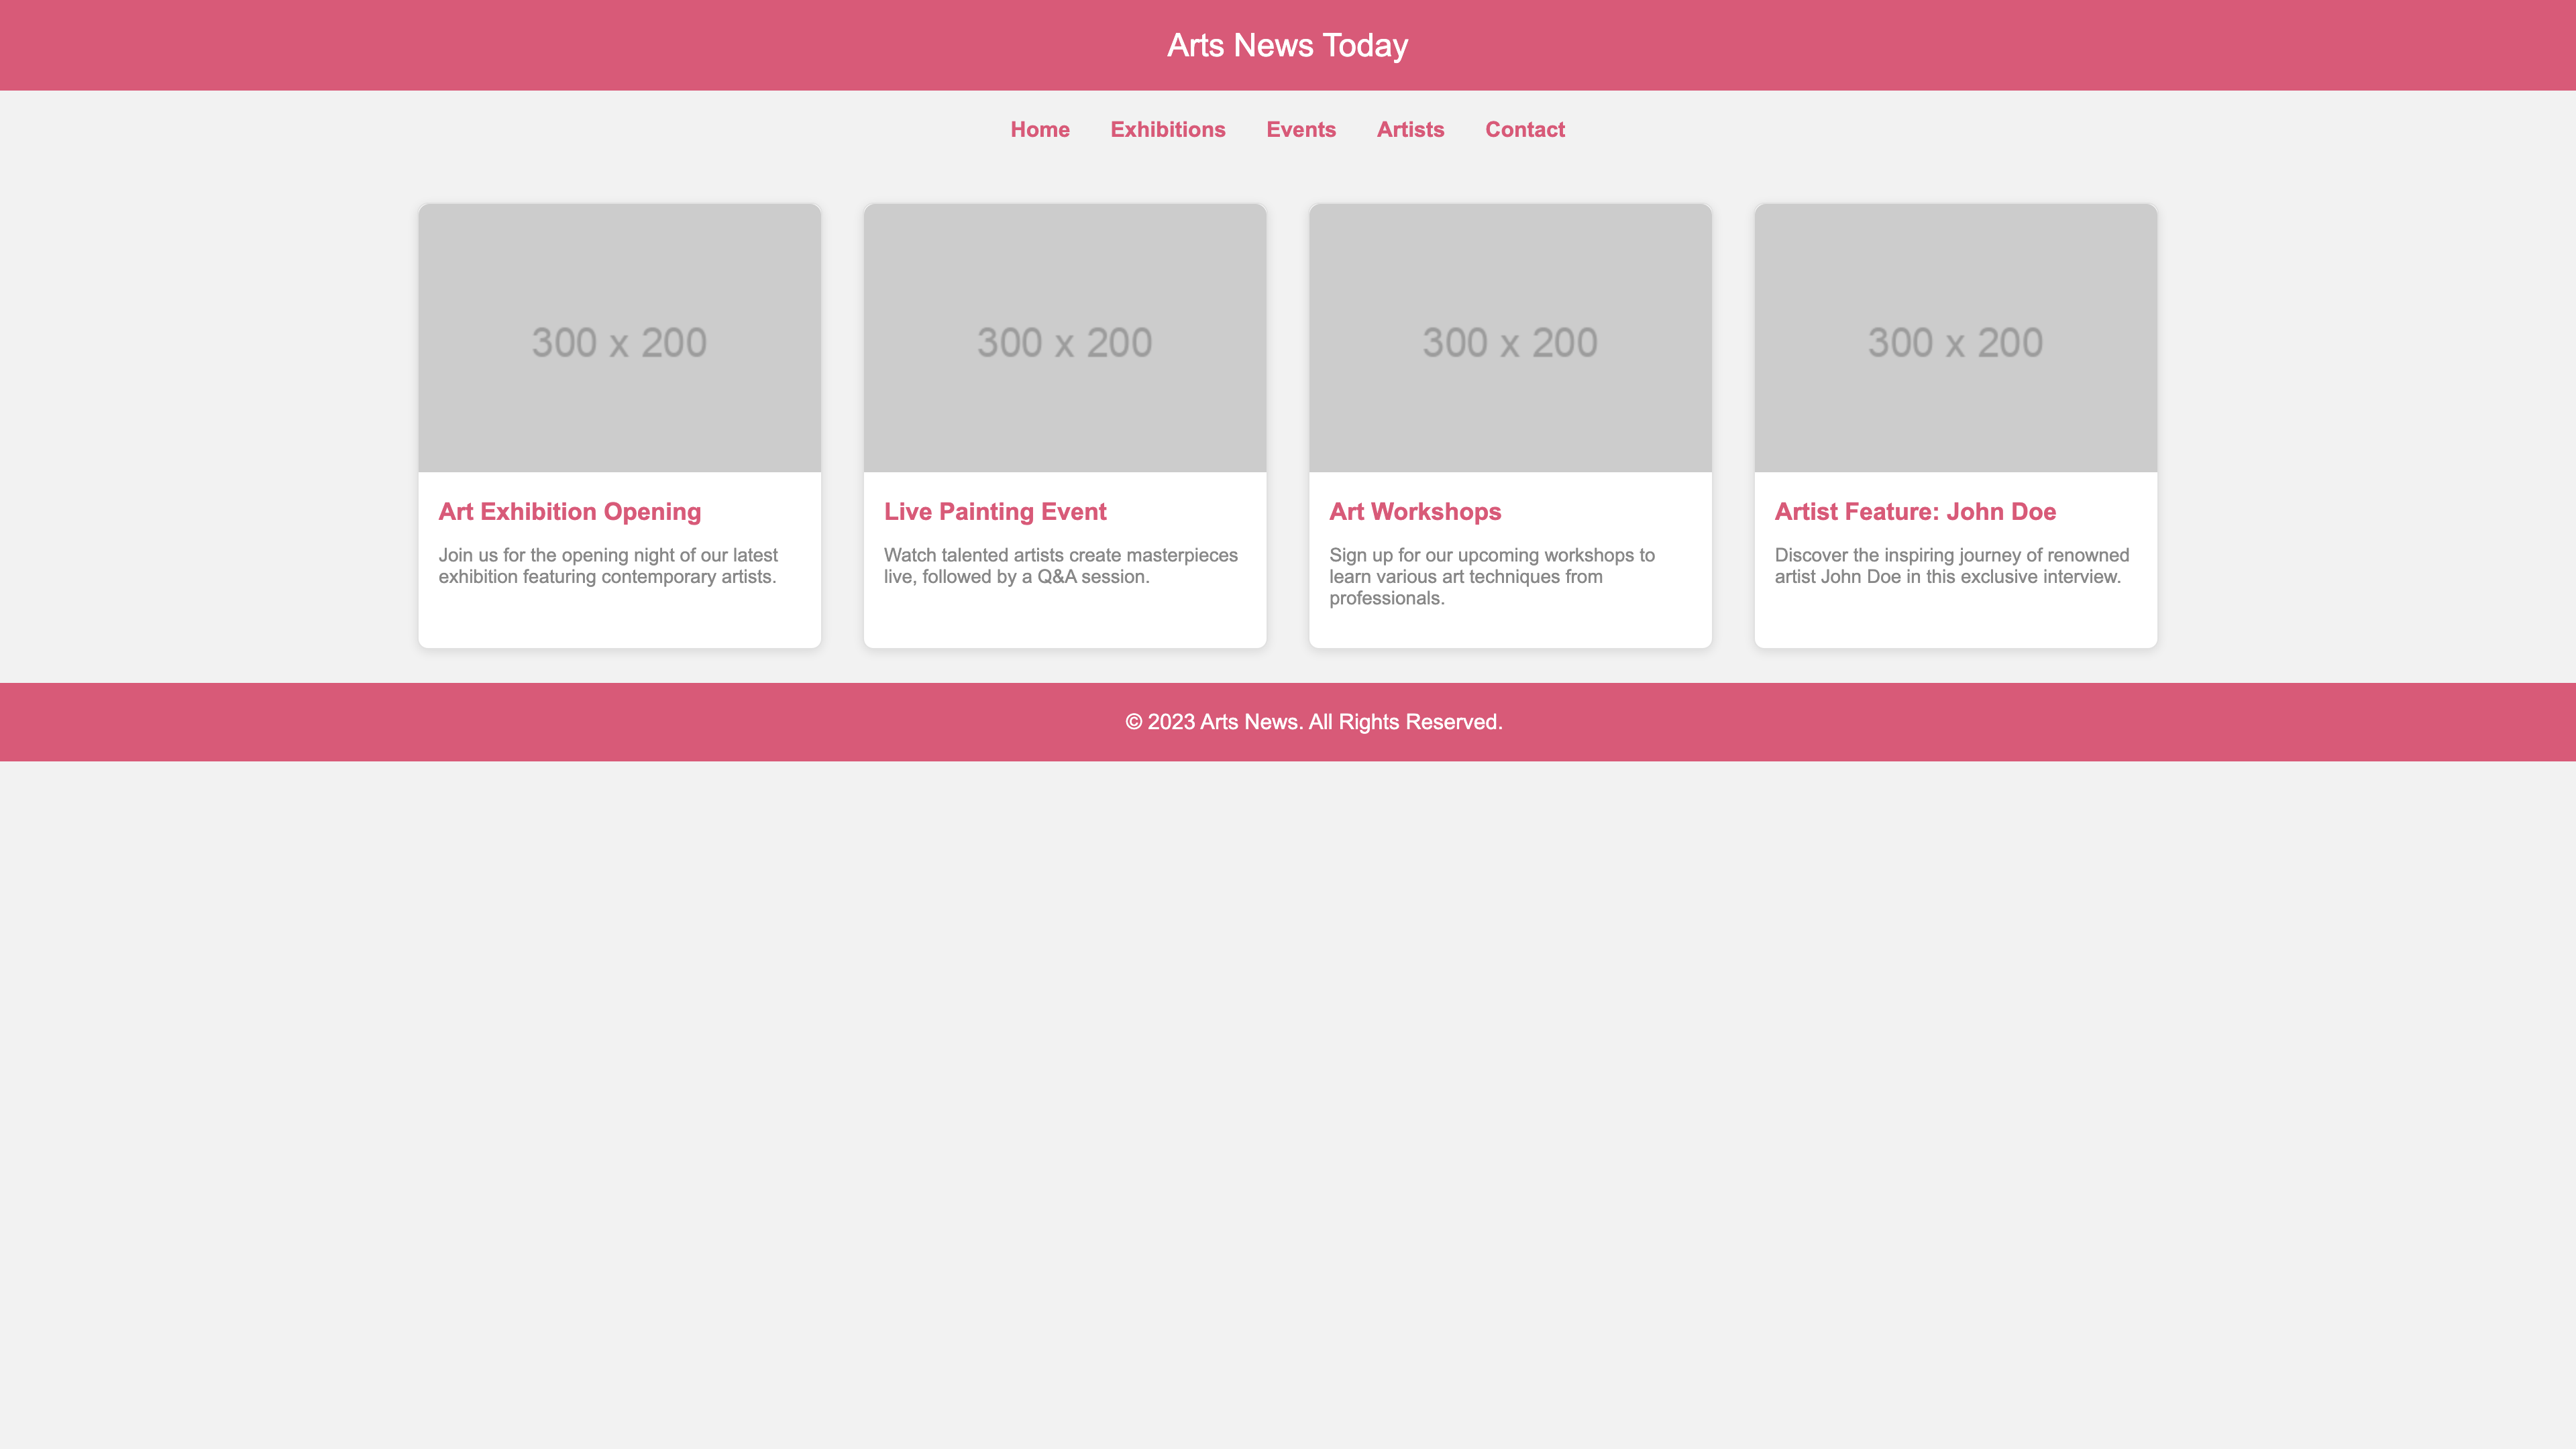 Arts News Today
Home Exhibitions Events Artists Contact
300 x 200
300 x 200
300 x 200
300 x 200
Art Exhibition Opening
Join us for the opening night of our latest
exhibition featuring contemporary artists.
Live Painting Event
Watch talented artists create masterpieces
live, followed by a Q&A session.
Art Workshops
Sign up for our upcoming workshops to
learn various art techniques from
professionals.
Artist Feature: John Doe
Discover the inspiring journey of renowned
artist John Doe in this exclusive interview.
© 2023 Arts News. All Rights Reserved.